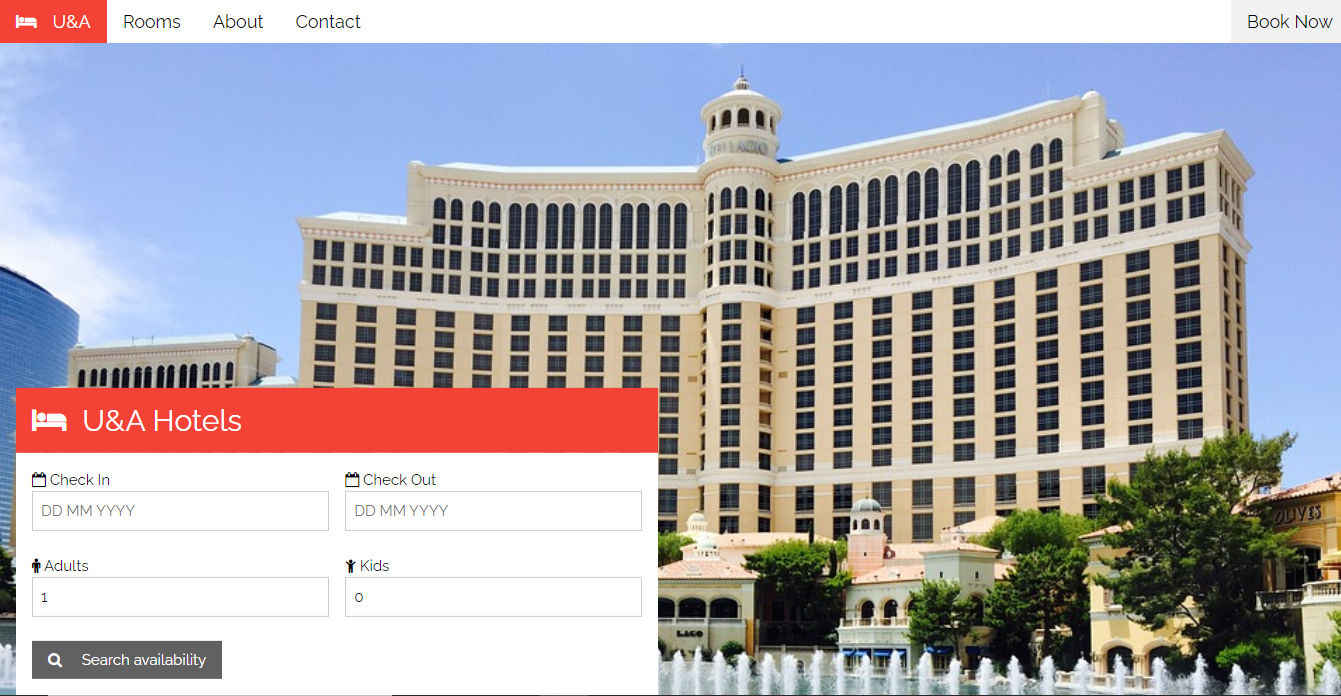 U&A Rooms About Contact Book Now
U&A Hotels
Check In Check Out
DD MM YYYY DD MM YYYY
Adults Kids
1 0
Search availability
OLIVES
LAGO